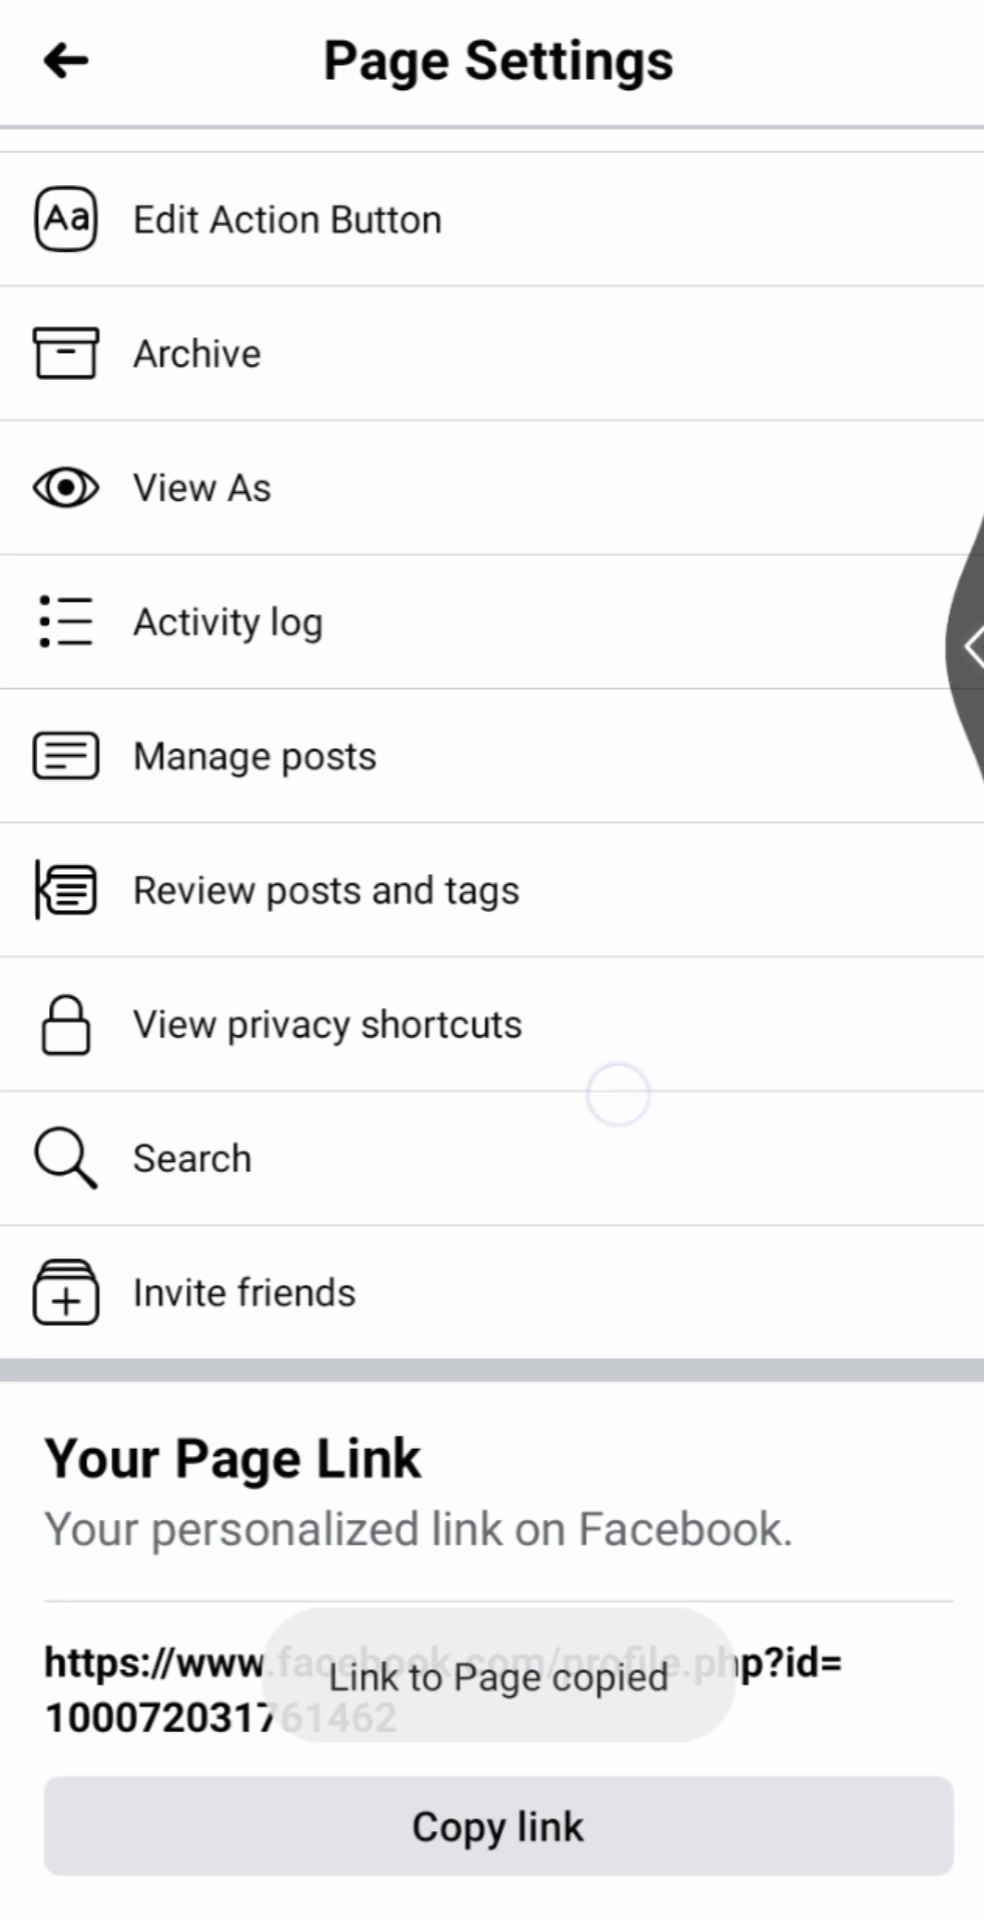 Page Settings
Aa
Edit Action Button
Archive
View As
Activity log
Manage posts
Review posts and tags
View privacy shortcuts
Search
Invite friends
Your Page Link
Your personalized link on Facebook.
https://www.facebook.com/profile.php?id=
Link to Page copied
100072031761462
Copy link